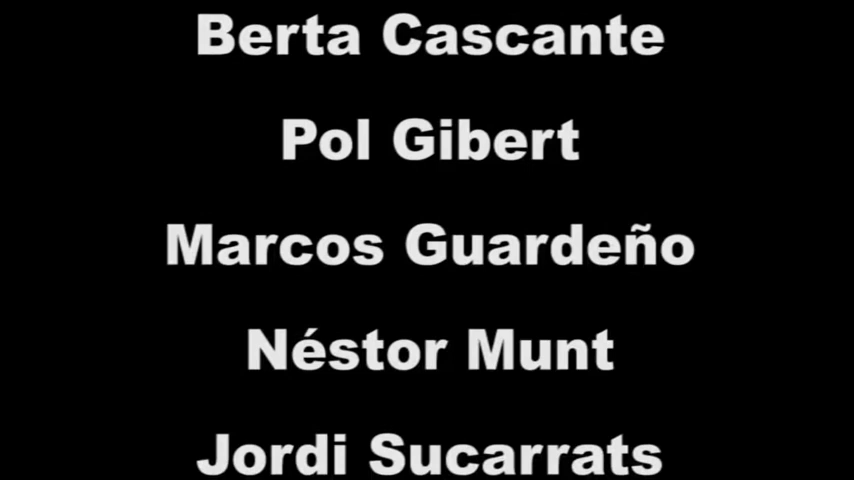 Berta Cascante
Pol Gibert
Marcos Guardeño
Néstor Munt
Jordi Sucarrats